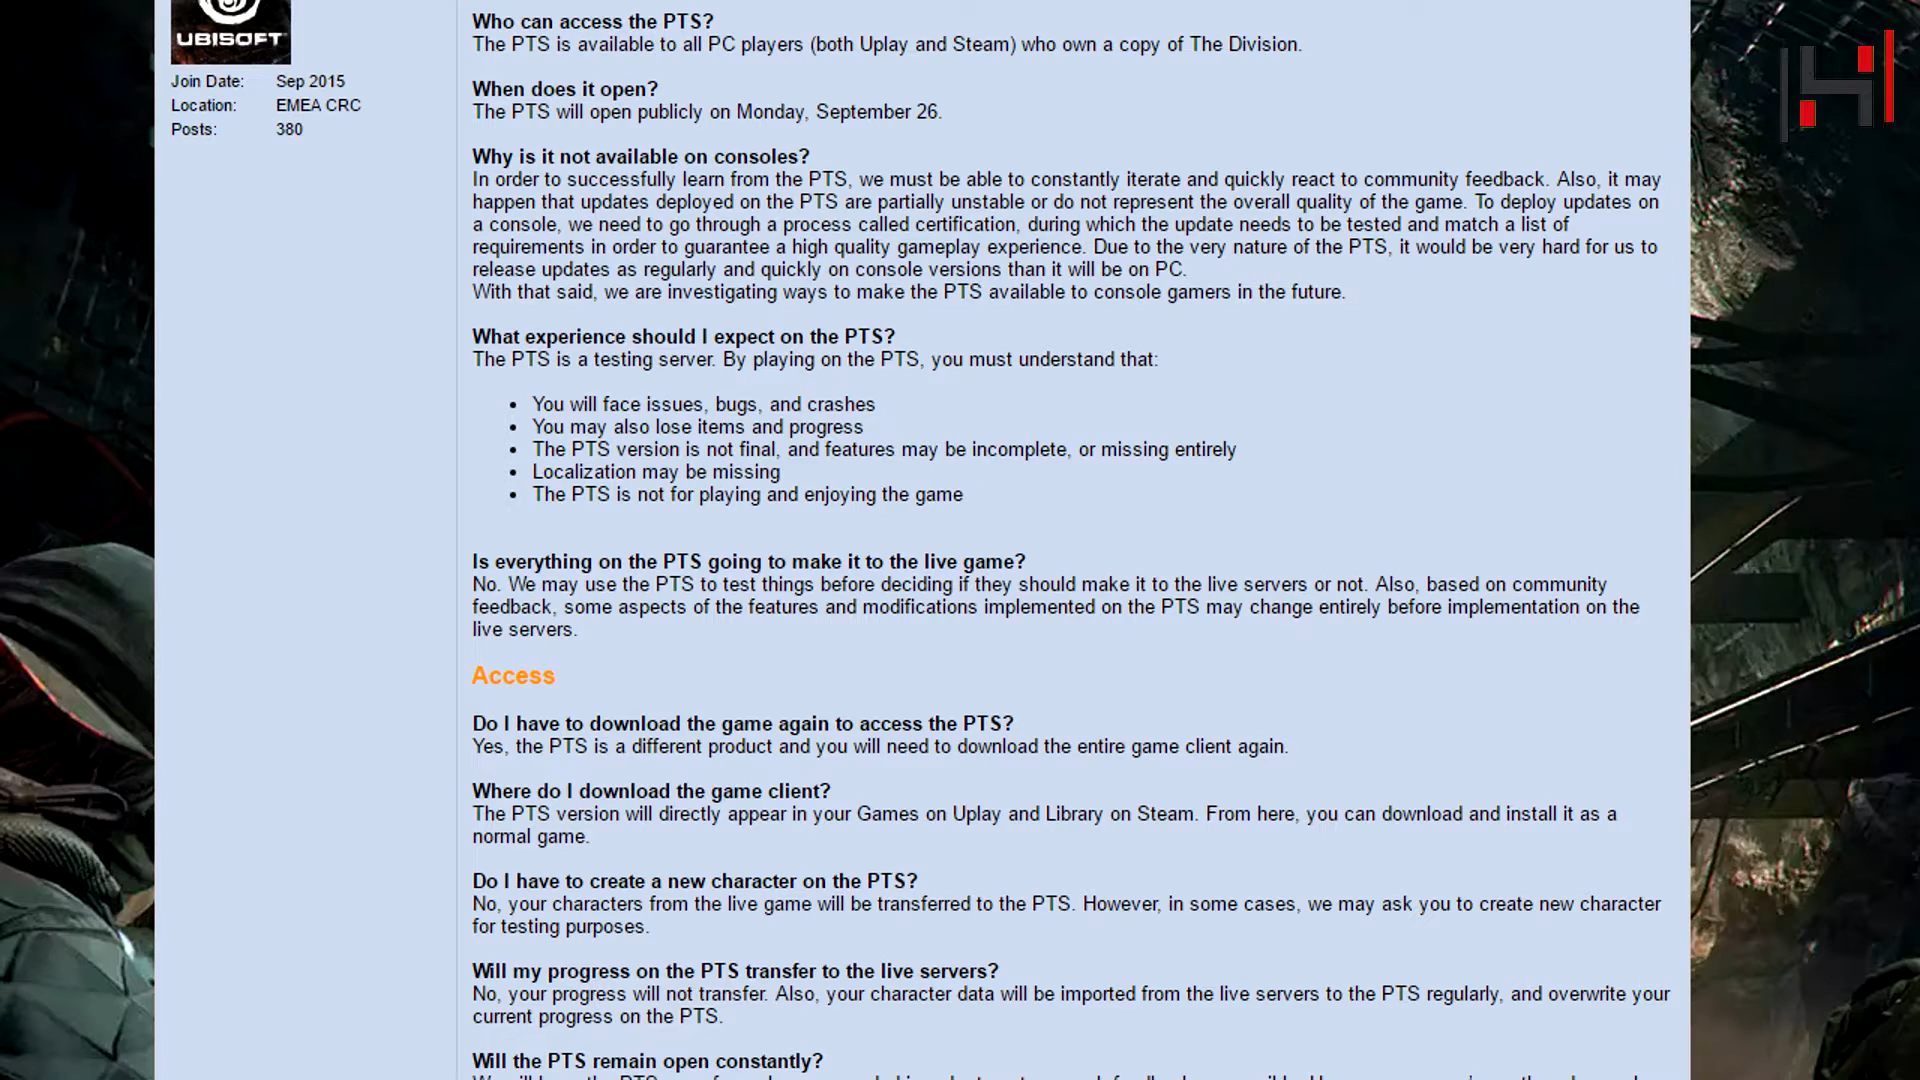 UBISOFT
Join Date: Sep 2015
Location: EMEA CRC
Posts: 380
Who can access the PTS?
The PTS is available to all PC players (both Uplay and Steam) who own a copy of The Division.
When does it open?
The PTS will open publicly on Monday, September 26.
Why is it not available on consoles?
In order to successfully learn from the PTS, we must be able to constantly iterate and quickly react to community feedback. Also, it may
happen that updates deployed on the PTS are partially unstable or do not represent the overall quality of the game. To deploy updates on
a console, we need to go through a process called certification, during which the update needs to be tested and match a list of
requirements in order to guarantee a high quality gameplay experience. Due to the very nature of the PTS, it would be very hard for us to
release updates as regularly and quickly on console versions than it will be on PC.
With that said, we are investigating ways to make the PTS available to console gamers in the future.
What experience should I expect on the PTS?
The PTS is a testing server. By playing on the PTS, you must understand that:
• You will face issues, bugs, and crashes
• You may also lose items and progress
• The PTS version is not final, and features may be incomplete, or missing entirely
• Localization may be missing
• The PTS is not for playing and enjoying the game
Is everything on the PTS going to make it to the live game?
No. We may use the PTS to test things before deciding if they should make it to the live servers or not. Also, based on community
feedback, some aspects of the features and modifications implemented on the PTS may change entirely before implementation on the
live servers.
Access
Do I have to download the game again to access the PTS?
Yes, the PTS is a different product and you will need to download the entire game client again.
Where do I download the game client?
The PTS version will directly appear in your Games on Uplay and Library on Steam. From here, you can download and install it as a
normal game.
Do I have to create a new character on the PTS?
No, your characters from the live game will be transferred to the PTS. However, in some cases, we may ask you to create new character
for testing purposes.
Will my progress on the PTS transfer to the live servers?
No, your progress will not transfer. Also, your character data will be imported from the live servers to the PTS regularly, and overwrite your
current progress on the PTS.
Will the PTS remain open constantly?